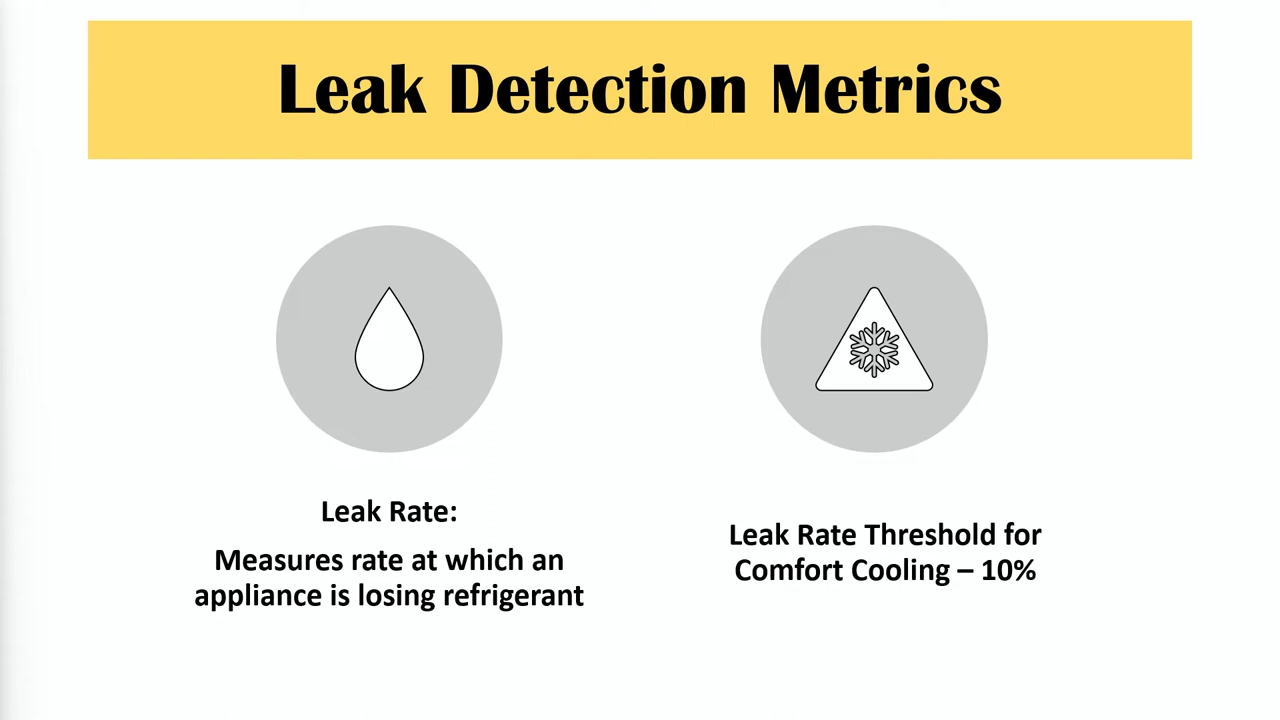 Leak Detection Metrics
Leak Rate:
Measures rate at which an
appliance is losing refrigerant
Leak Rate Threshold for
Comfort Cooling – 10%